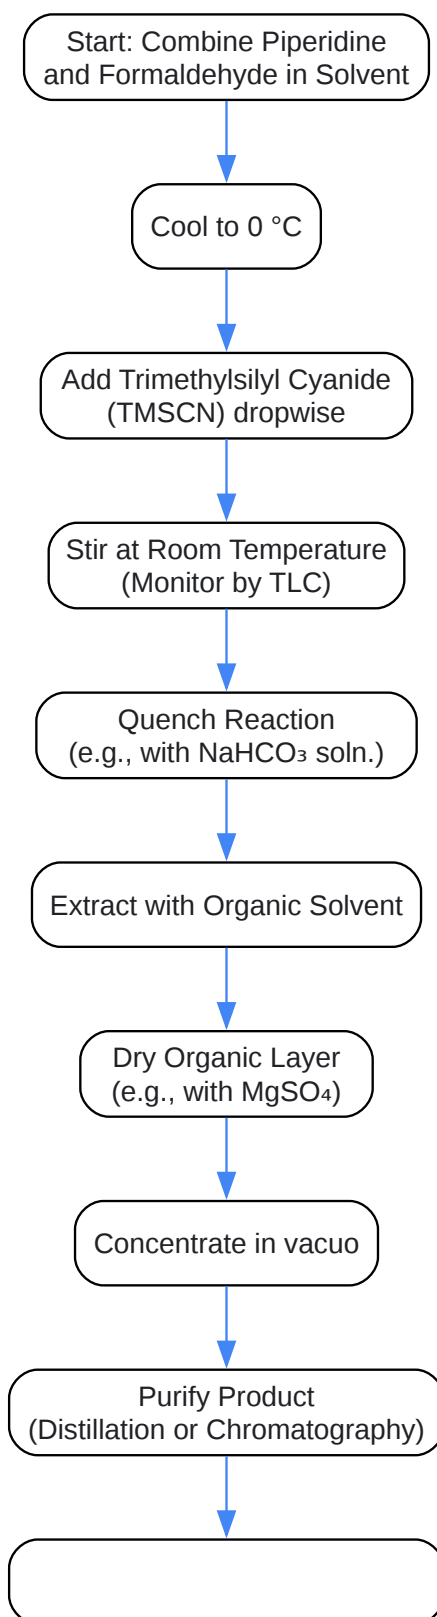 Start: Combine Piperidine
and Formaldehyde in Solvent
Cool to 0 °C
Add Trimethylsilyl Cyanide
(TMSCN) dropwise
Stir at Room Temperature
(Monitor by TLC)
Quench Reaction
(e.g., with NaHCO₃ soln.)
Extract with Organic Solvent
Dry Organic Layer
(e.g., with MgSO₄)
Concentrate in vacuo
Purify Product
(Distillation or Chromatography)